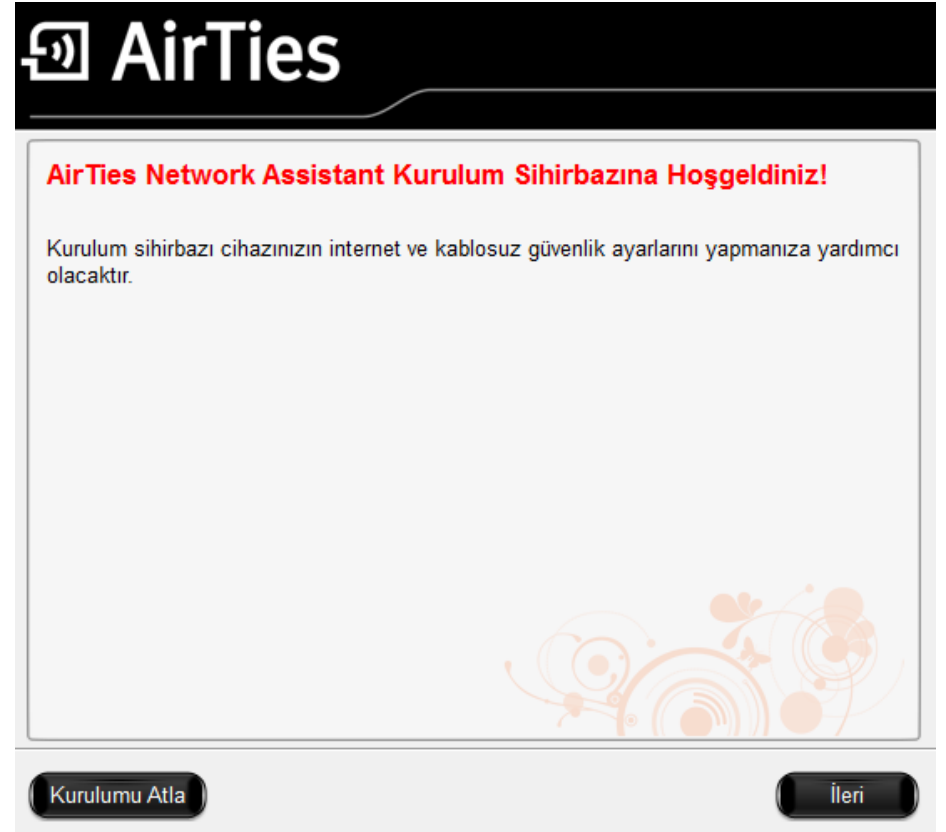 AirTies
AirTies Network Assistant Kurulum Sihirbazına Hoşgeldiniz!
Kurulum sihirbazı cihazınızın internet ve kablosuz güvenlik ayarlarını yapmanıza yardımcı
olacaktır.
Kurulumu Atla
İleri